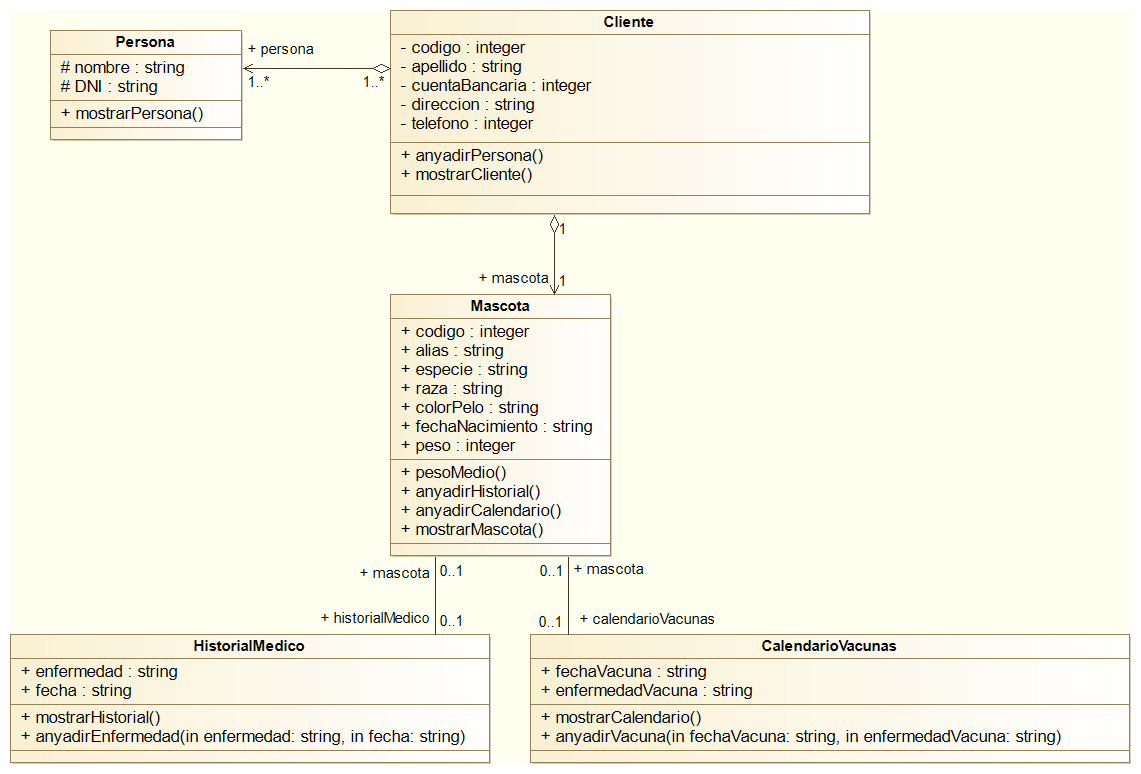 Persona
# nombre : string
# DNI : string
+ mostrarPersona()
+ persona
1..*
1..*
Cliente
- codigo : integer
- apellido : string
- cuentaBancaria : integer
- direccion : string
- telefono : integer
+ anyadirPersona()
+ mostrarCliente()
1
+ mascota
1
Mascota
+ codigo : integer
+ alias : string
+ especie : string
+ raza : string
+ colorPelo : string
+ fechaNacimiento : string
+ peso : integer
+ pesoMedio()
+ anyadirHistorial()
+ anyadirCalendario()
+ mostrarMascota()
+ mascota
0..1
0..1
+ mascota
+ historialMedico
0..1
0..1
+ calendarioVacunas
HistorialMedico
+ enfermedad : string
+ fecha : string
+ mostrarHistorial()
+ anyadirEnfermedad(in enfermedad: string, in fecha: string)
CalendarioVacunas
+ fechaVacuna : string
+ enfermedadVacuna : string
+ mostrarCalendario()
+ anyadirVacuna(in fechaVacuna: string, in enfermedadVacuna: string)